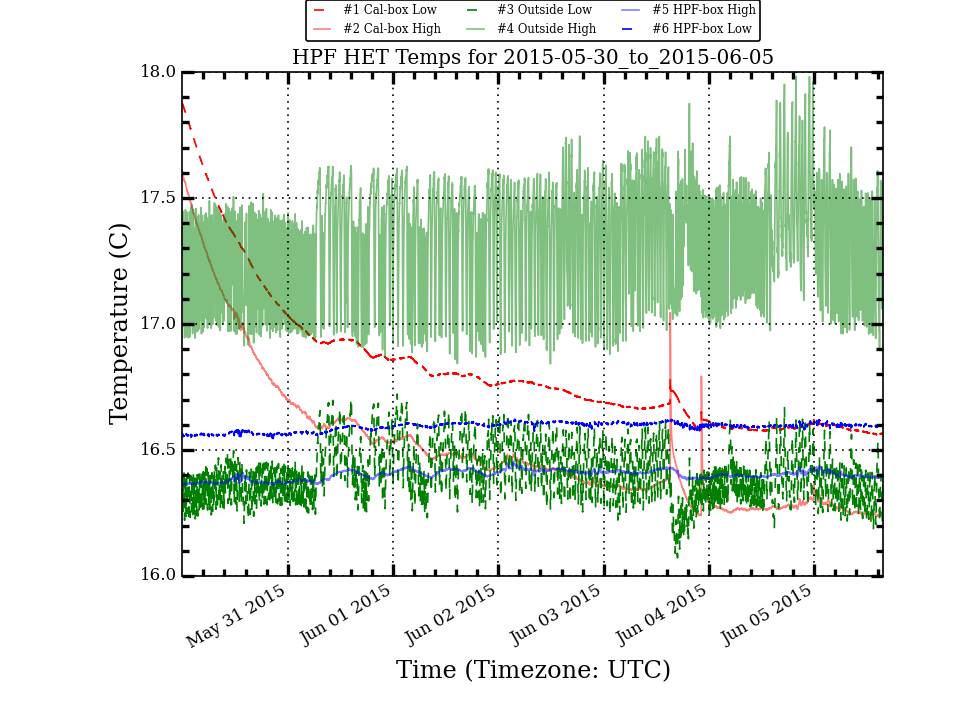 #1 Cal-box Low #3 Outside Low #5 HPF-box High
#2 Cal-box High #4 Outside High #6 HPF-box Low
HPF HET Temps for 2015-05-30_to_2015-06-05
18.0
17.5
17.0
16.5
16.0
Temperature (C)
May 31 2015 Jun 01 2015 Jun 02 2015 Jun 03 2015 Jun 04 2015 Jun 05 2015
Time (Timezone: UTC)